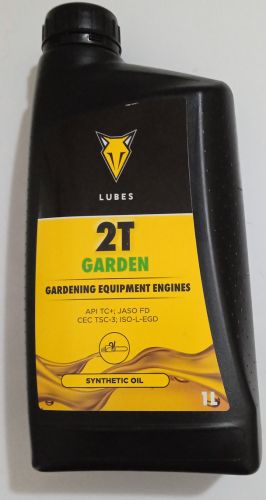 LUBES
2T
GARDEN
GARDENING EQUIPMENT ENGINES
API TC+; JASO FD
CEC TSC-3; ISO-L-EGD
SYNTHETIC OIL
1L